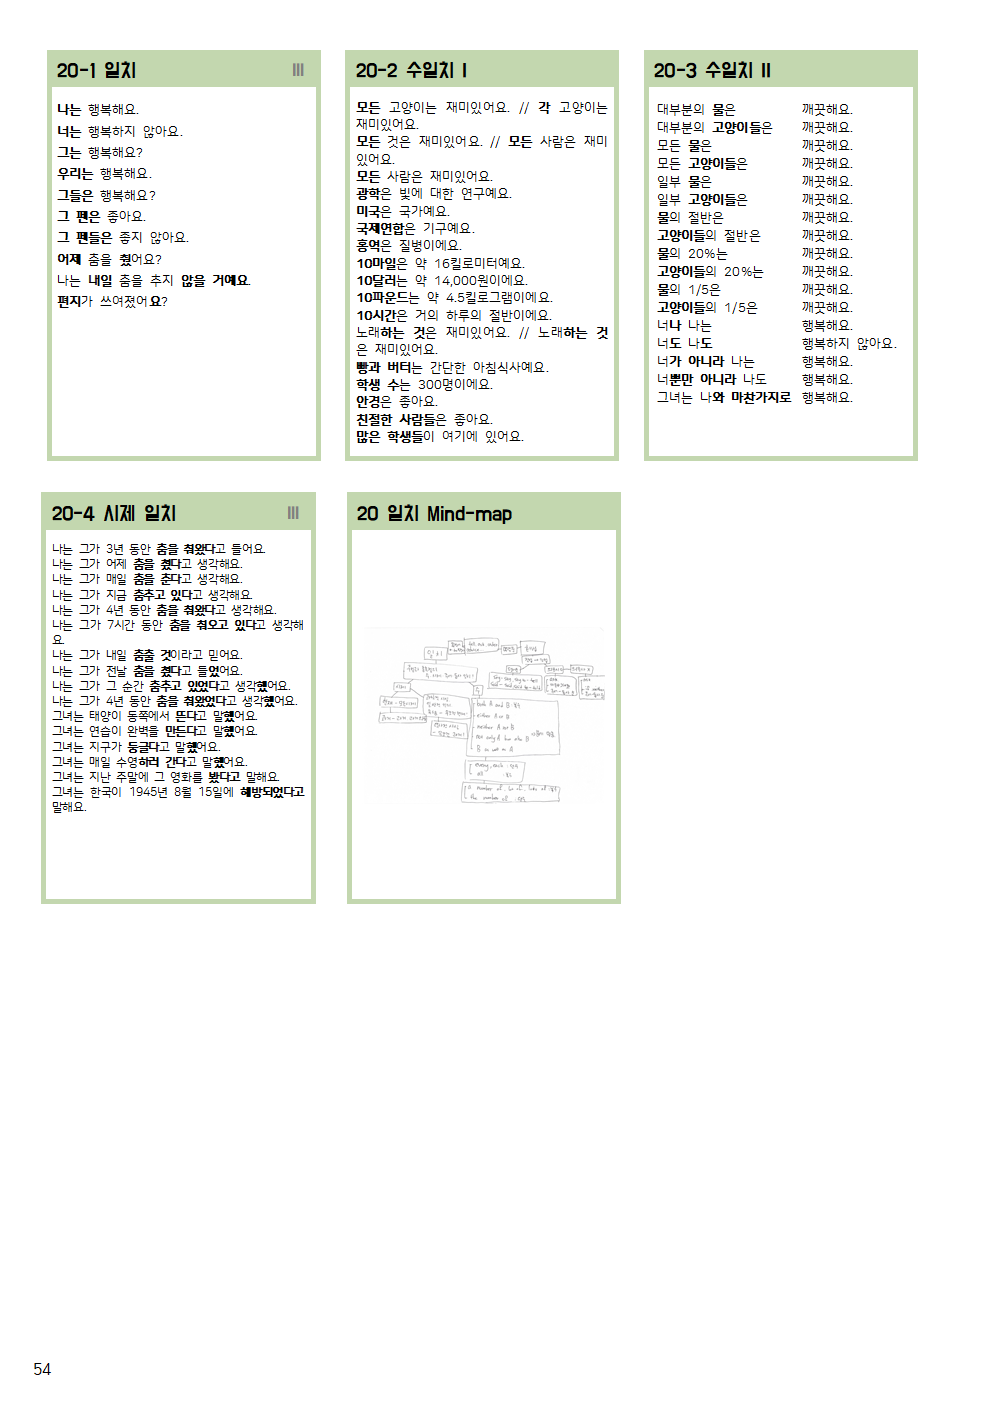 20-1 일치 III
나는 행복해요.
너는 행복하지 않아요.
그는 행복해요?
우리는 행복해요.
그들은 행복해요?
그 펜은 좋아요.
그 펜들은 좋지 않아요.
어제 춤을 췄어요?
나는 내일 춤을 추지 않을 거예요.
편지가 쓰여졌어요?
20-2 수일치 I
모든 고양이는 재미있어요. // 각 고양이는
재미있어요.
모든 것은 재미있어요. // 모든 사람은 재미
있어요.
모든 사람은 재미있어요.
광학은 빛에 대한 연구예요.
미국은 국가예요.
국제연합은 기구예요.
홍역은 질병이에요.
10마일은 약 16킬로미터예요.
10달러는 약 14,000원이에요.
10파운드는 약 4.5킬로그램이에요.
10시간은 거의 하루의 절반이에요.
노래하는 것은 재미있어요. // 노래하는 것
은 재미있어요.
빵과 버터는 간단한 아침식사예요.
학생 수는 300명이에요.
안경은 좋아요.
친절한 사람들은 좋아요.
많은 학생들이 여기에 있어요.
20-3 수일치 II
대부분의 물은 깨끗해요.
대부분의 고양이들은 깨끗해요.
모든 물은 깨끗해요.
모든 고양이들은 깨끗해요.
일부 물은 깨끗해요.
일부 고양이들은 깨끗해요.
물의 절반은 깨끗해요.
고양이들의 절반은 깨끗해요.
물의 20%는 깨끗해요.
고양이들의 20%는 깨끗해요.
물의 1/5은 깨끗해요.
고양이들의 1/5은 깨끗해요.
너나 나는 행복해요.
너도 나도 행복하지 않아요.
너가 아니라 나는 행복해요.
너뿐만 아니라 나도 행복해요.
그녀는 나와 마찬가지로 행복해요.
20-4 시제 일치 III
나는 그가 3년 동안 춤을 춰왔다고 들어요.
나는 그가 어제 춤을 췄다고 생각해요.
나는 그가 매일 춤을 춘다고 생각해요.
나는 그가 지금 춤추고 있다고 생각해요.
나는 그가 4년 동안 춤을 춰왔다고 생각해요.
나는 그가 7시간 동안 춤을 춰오고 있다고 생각해
요.
나는 그가 내일 춤출 것이라고 믿어요.
나는 그가 전날 춤을 췄다고 들었어요.
나는 그가 그 순간 춤추고 있었다고 생각했어요.
나는 그가 4년 동안 춤을 춰왔었다고 생각했어요.
그녀는 태양이 동쪽에서 뜬다고 말했어요.
그녀는 연습이 완벽을 만든다고 말했어요.
그녀는 지구가 둥글다고 말했어요.
그녀는 매일 수영하러 간다고 말했어요.
그녀는 지난 주말에 그 영화를 봤다고 말해요.
그녀는 한국이 1945년 8월 15일에 해방되었다고
말해요.
20 일치 Mind-map
both A and B
either A or B
neither A or B
not only A but also B
B as well as A
every, each
a number of
the number of
54